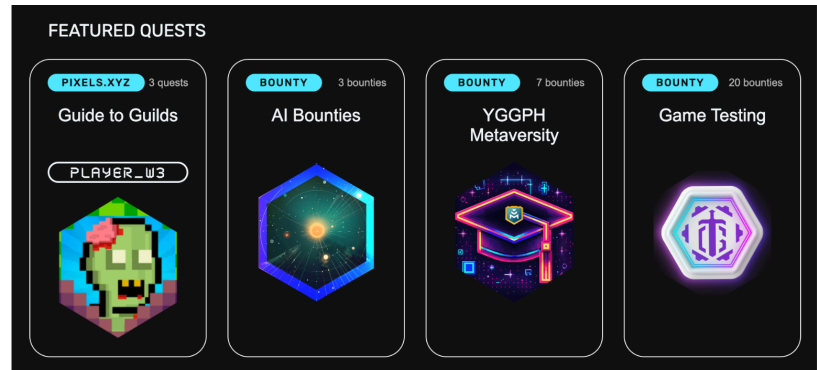 FEATURED QUESTS
PIXELS.XYZ 3 quests
Guide to Guilds
PLAYER_W3
BOUNTY 3 bounties
AI Bounties
BOUNTY 7 bounties
YGGPH
Metaversity
BOUNTY 20 bounties
Game Testing